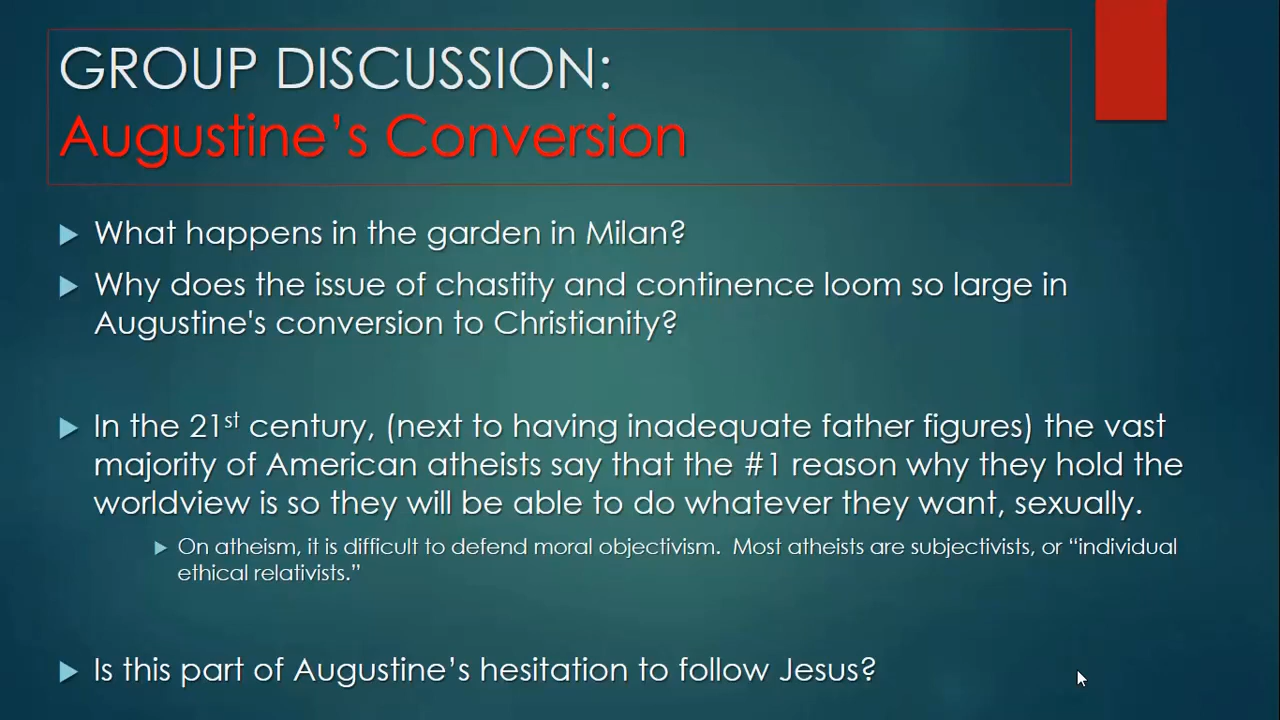 GROUP DISCUSSION:
Augustine’s Conversion
What happens in the garden in Milan?
Why does the issue of chastity and continence loom so large in
Augustine's conversion to Christianity?
In the 21st century, (next to having inadequate father figures) the vast
majority of American atheists say that the #1 reason why they hold the
worldview is so they will be able to do whatever they want, sexually.
On atheism, it is difficult to defend moral objectivism.  Most atheists are subjectivists, or “individual
ethical relativists.”
Is this part of Augustine’s hesitation to follow Jesus?